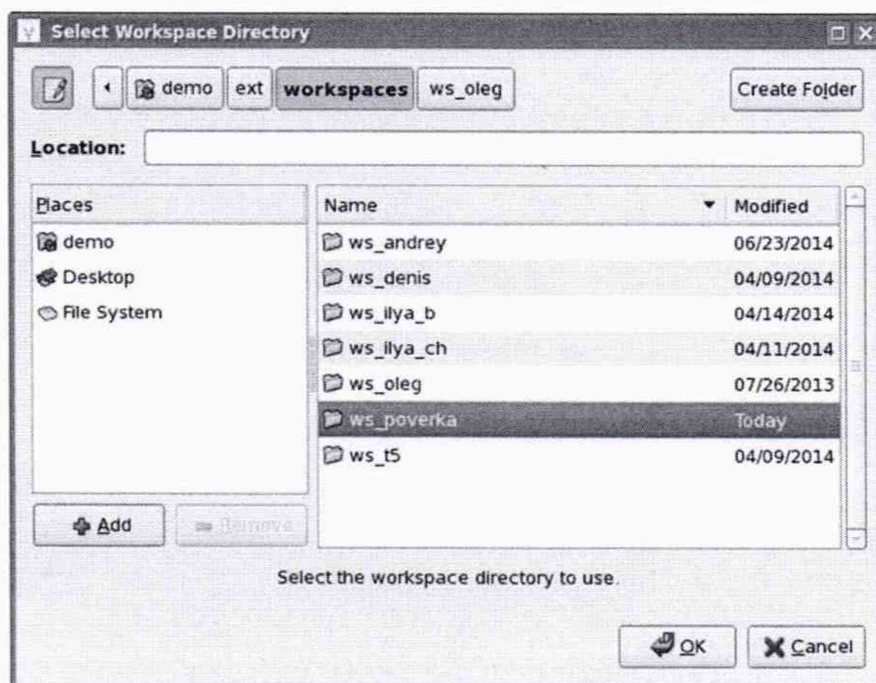 Select Workspace Directory
demo ext workspaces ws_oleg Create Folder
Location:
Places
demo
Desktop
File System
Name Modified
ws_andrey 06/23/2014
ws_denis 04/09/2014
ws_ilya_b 04/14/2014
ws_ilya_ch 04/11/2014
ws_oleg 07/26/2013
ws_poverka Today
ws_t5 04/09/2014
Add Remove
Select the workspace directory to use.
OK Cancel